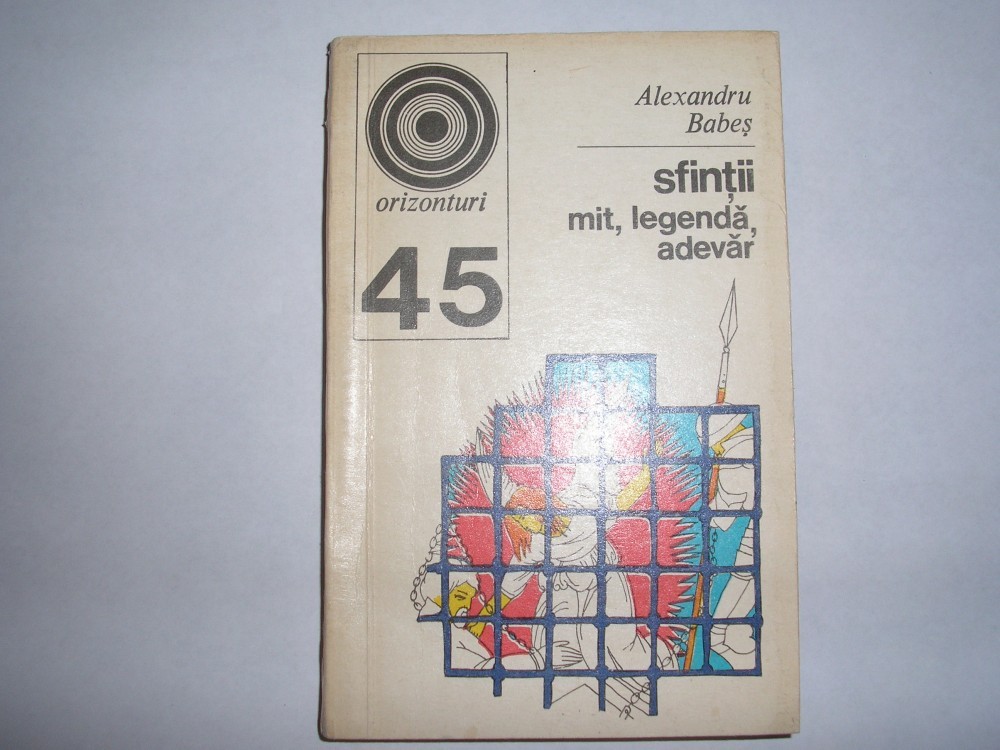 orizonturi
45
Alexandru
Babeș
sfinții
mit, legendă,
adevăr